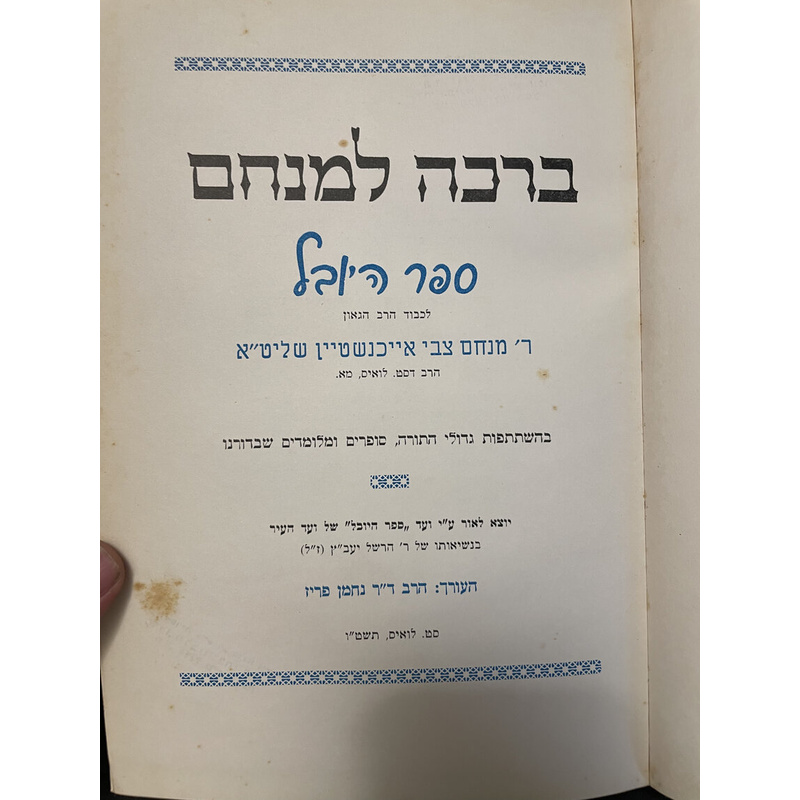 ברכה למנחם
ספר היובל
לכבוד הרב הגאון
ר׳ מנחם צבי אייכנשטיין שליט״א
הרב דסט. לואיס, מא.
בהשתתפות גדולי התורה, סופרים ומלומדים שבדורנו
יוצא לאור ע״י ועד „ספר היובל״ של ועד העיר
בנשיאותו של ר׳ הרשל יעב״ץ (ז״ל)
העורך: הרב ד״ר נחמן פריז
סט. לואיס, תשט״ו